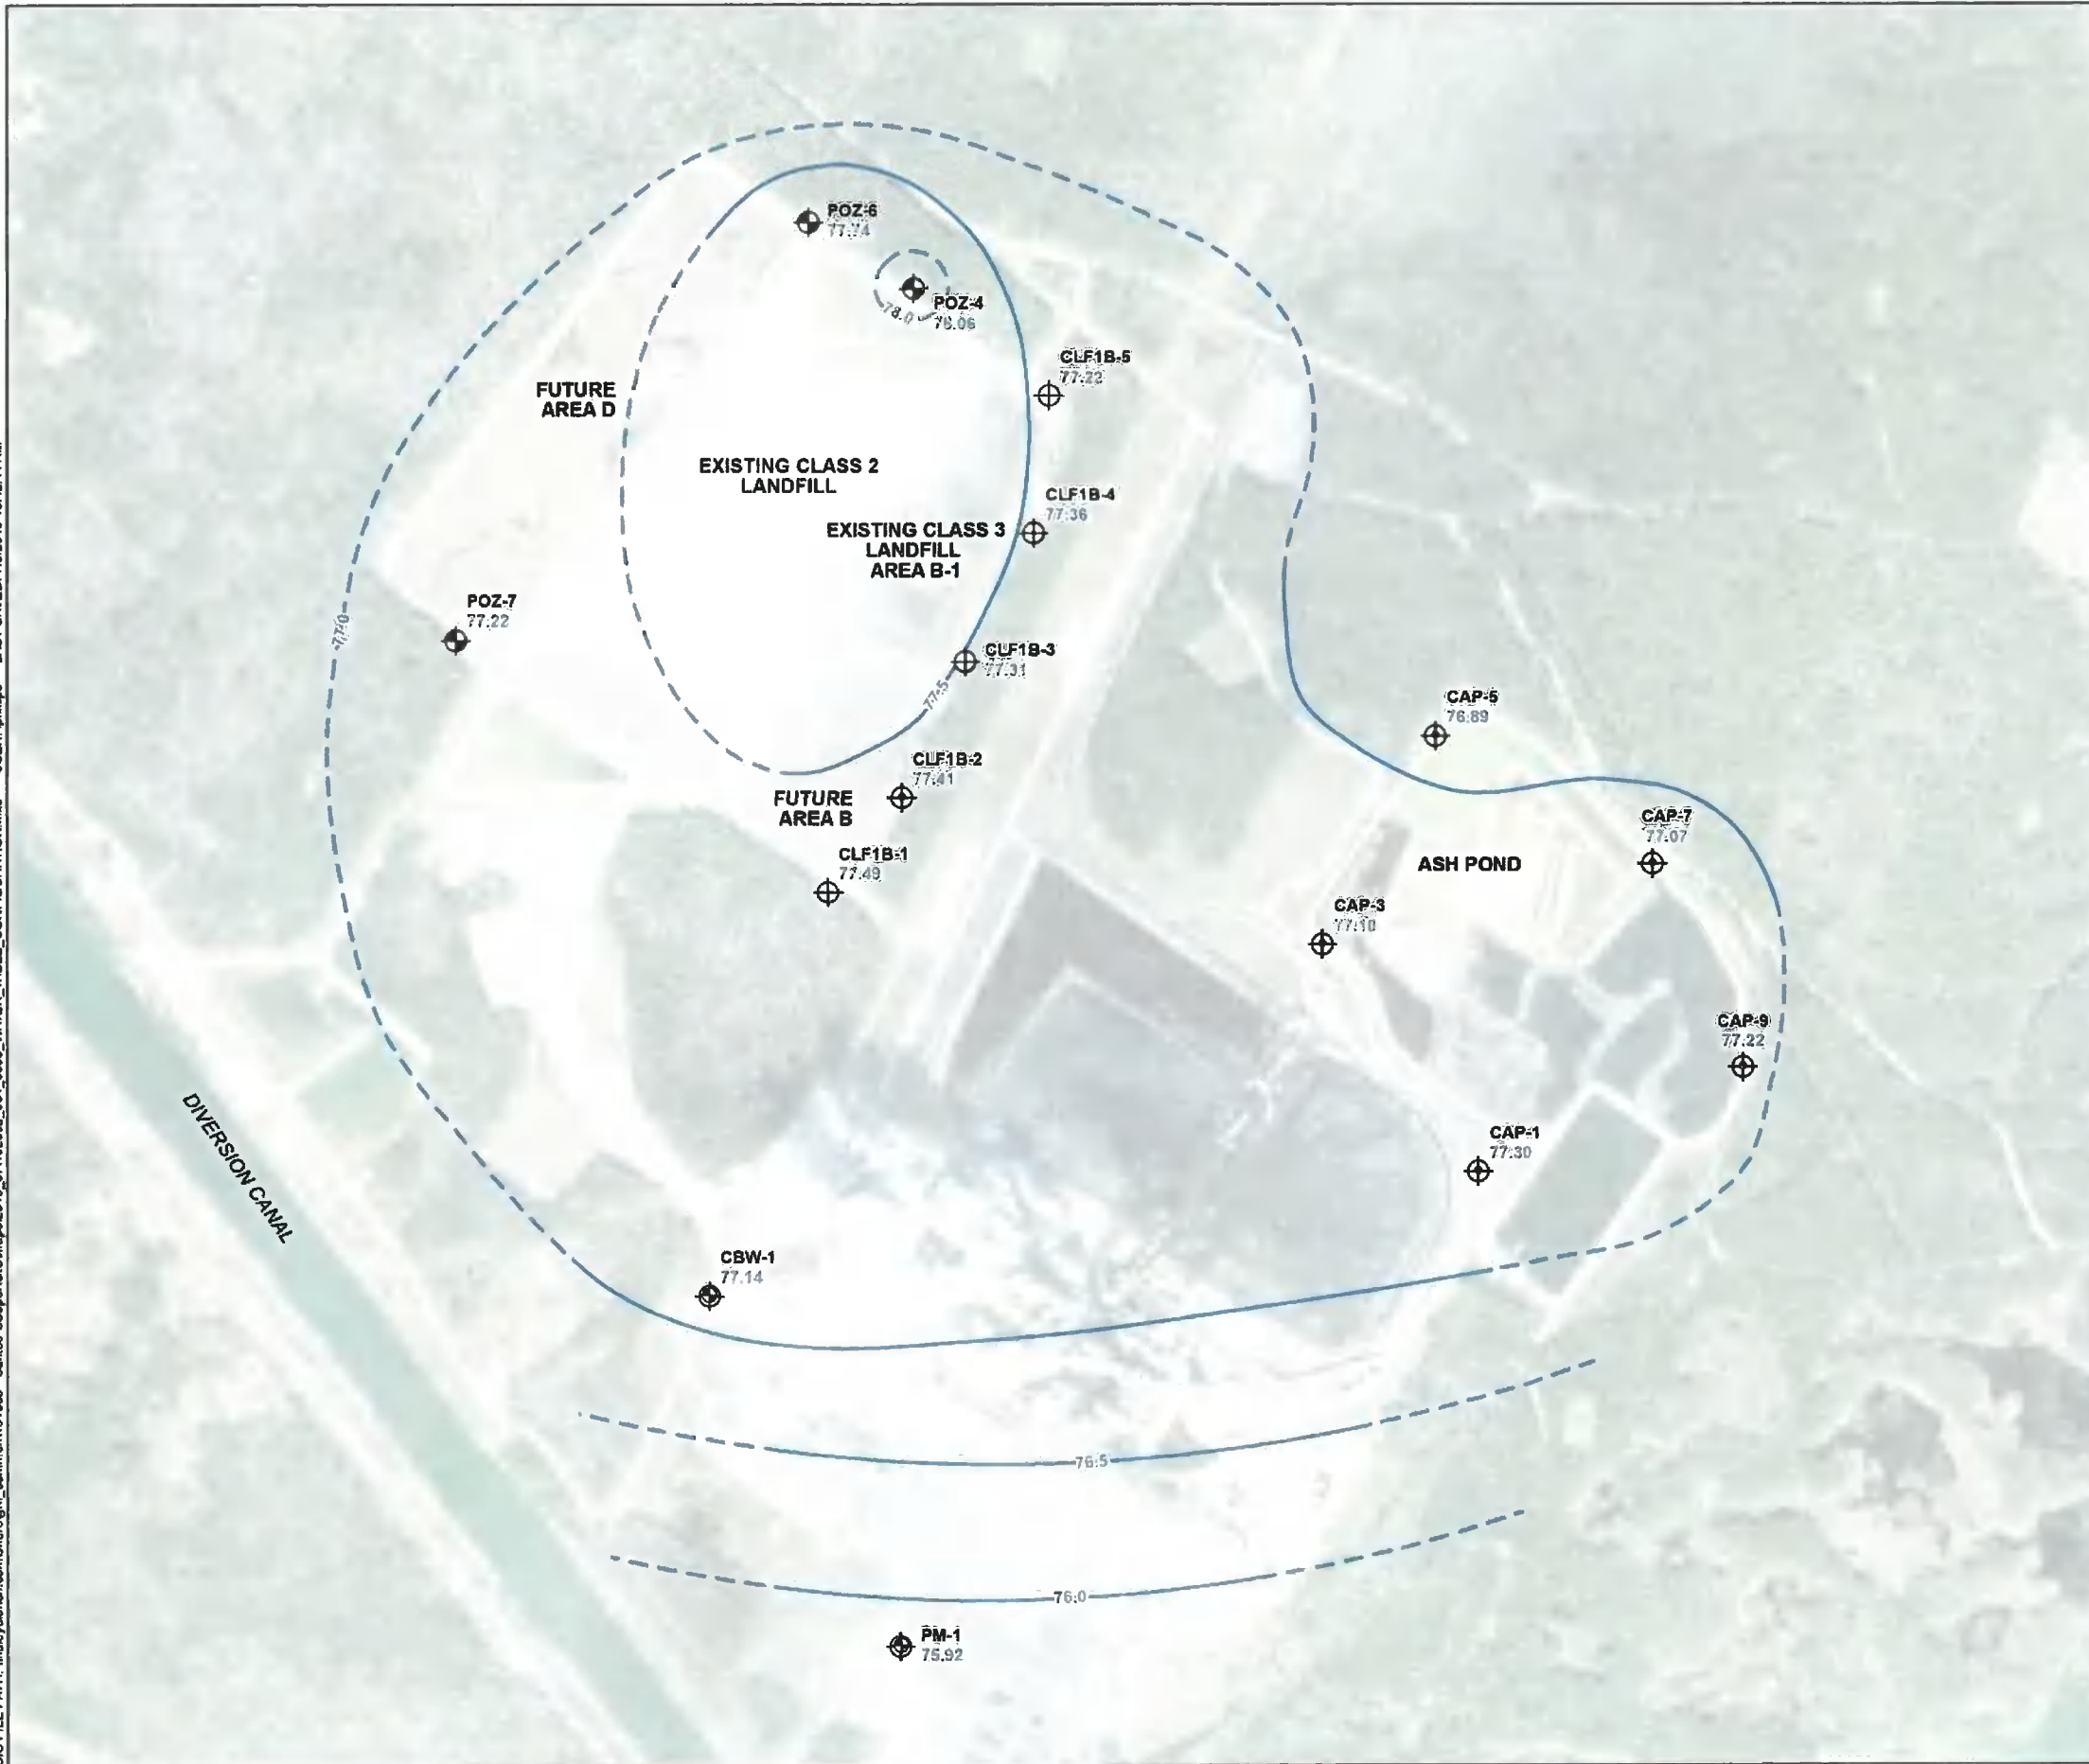 POZ-6
77.74
POZ-4
78.0
78.06
CLF1B-5
77.22
FUTURE
AREA D
EXISTING CLASS 2
LANDFILL
CLF1B-4
77.36
EXISTING CLASS 3
LANDFILL
AREA B-1
POZ-7
77.22
77.0
CLF1B-3
77.31
77.5
CAP-5
76.89
CLF1B-2
77.41
FUTURE
AREA B
CLF1B-1
77.49
CAP-7
77.07
ASH POND
CAP-3
77.10
CAP-9
77.22
DIVERSION CANAL
CAP-1
77.30
CBW-1
77.14
76.5
76.0
PM-1
75.92